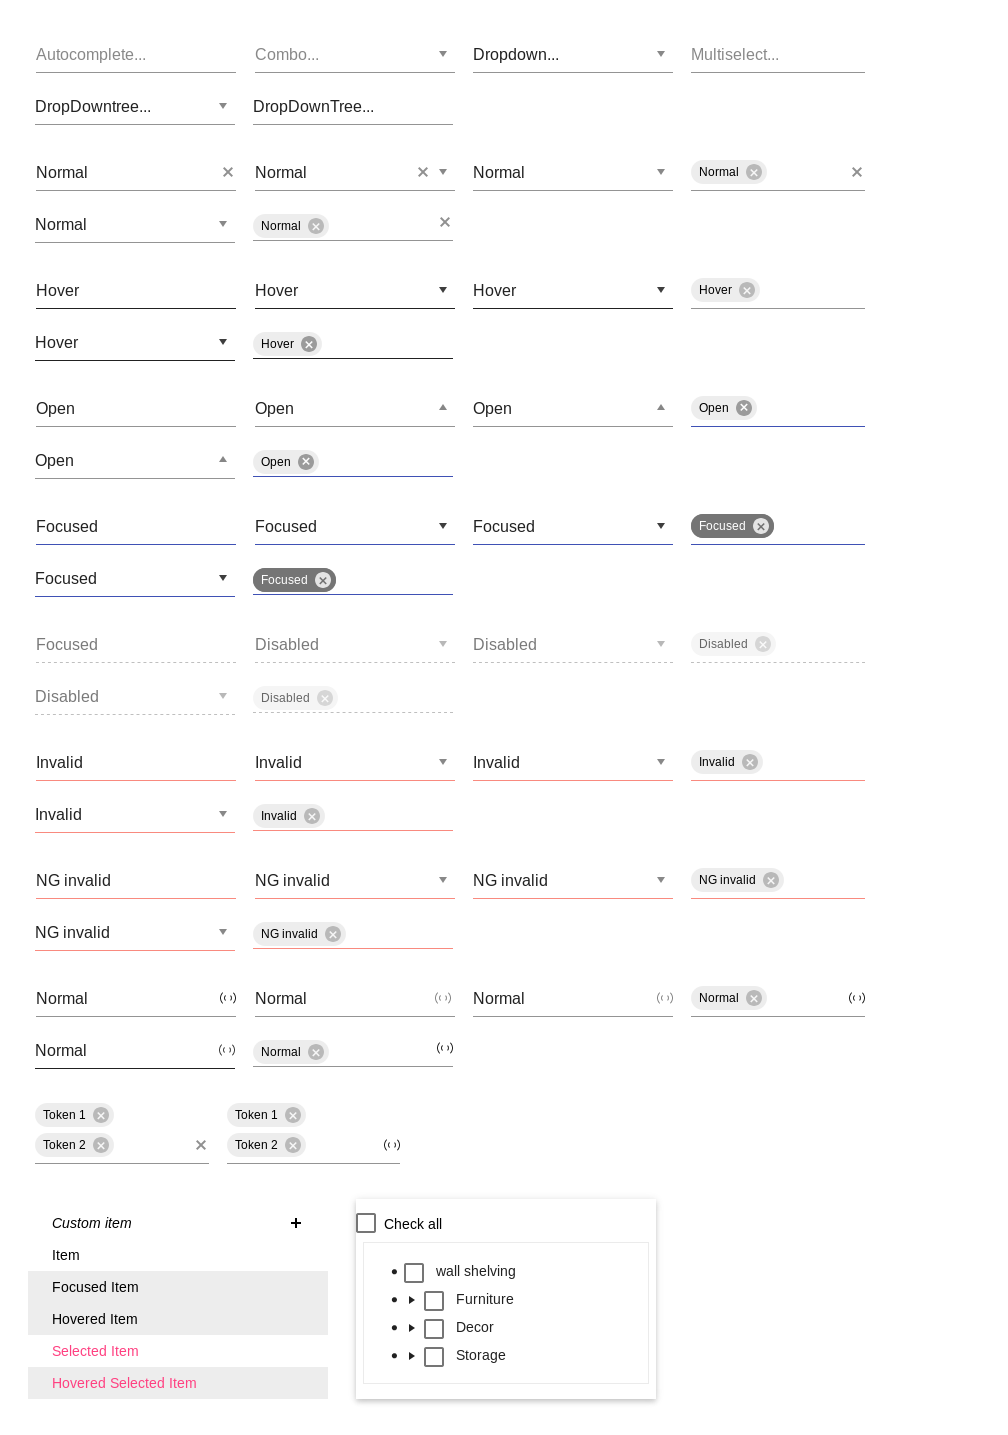 Autocomplete... Combo... Dropdown... Multiselect...
DropDowntree... DropDownTree...
Normal Normal Normal Normal
Normal Normal
Hover Hover Hover Hover
Hover Hover
Open Open Open Open
Open Open
Focused Focused Focused Focused
Focused Focused
Focused Disabled Disabled Disabled
Disabled Disabled
Invalid Invalid Invalid Invalid
Invalid Invalid
NG invalid NG invalid NG invalid NG invalid
NG invalid NG invalid
Normal Normal Normal Normal
Normal Normal
Token 1 Token 1
Token 2 Token 2
Custom item
Item
Focused Item
Hovered Item
Selected Item
Hovered Selected Item
Check all
wall shelving
Furniture
Decor
Storage